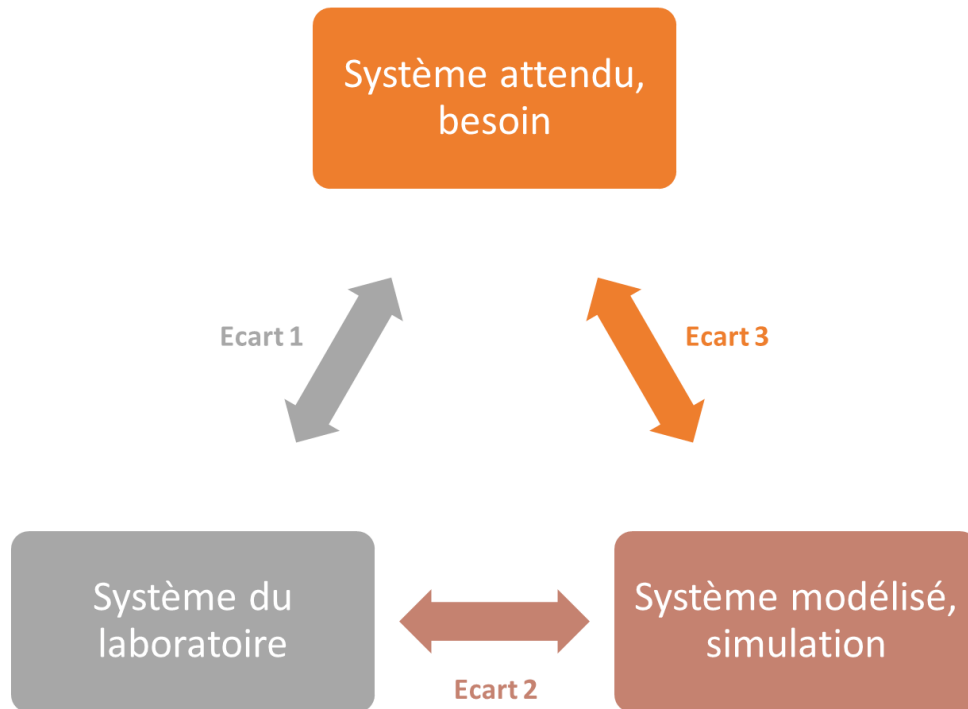 Système attendu,
besoin
Ecart 1
Ecart 3
Système du
laboratoire
Système modélisé,
simulation
Ecart 2